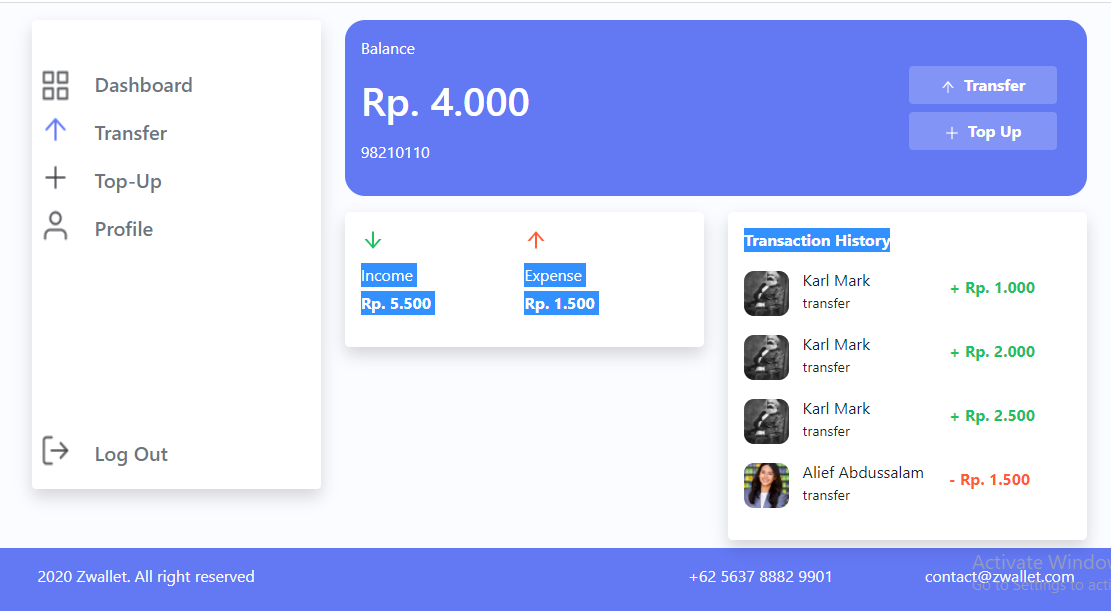 Dashboard
Transfer
Top-Up
Profile
Log Out
Balance
Rp. 4.000
98210110
Transfer
Top Up
Income
Rp. 5.500
Expense
Rp. 1.500
Transaction History
Karl Mark
transfer
+ Rp. 1.000
Karl Mark
transfer
+ Rp. 2.000
Karl Mark
transfer
+ Rp. 2.500
Alief Abdussalam
transfer
- Rp. 1.500
2020 Zwallet. All right reserved
+62 5637 8882 9901
contact@zwallet.com
Activate Window
Go to Settings to acti